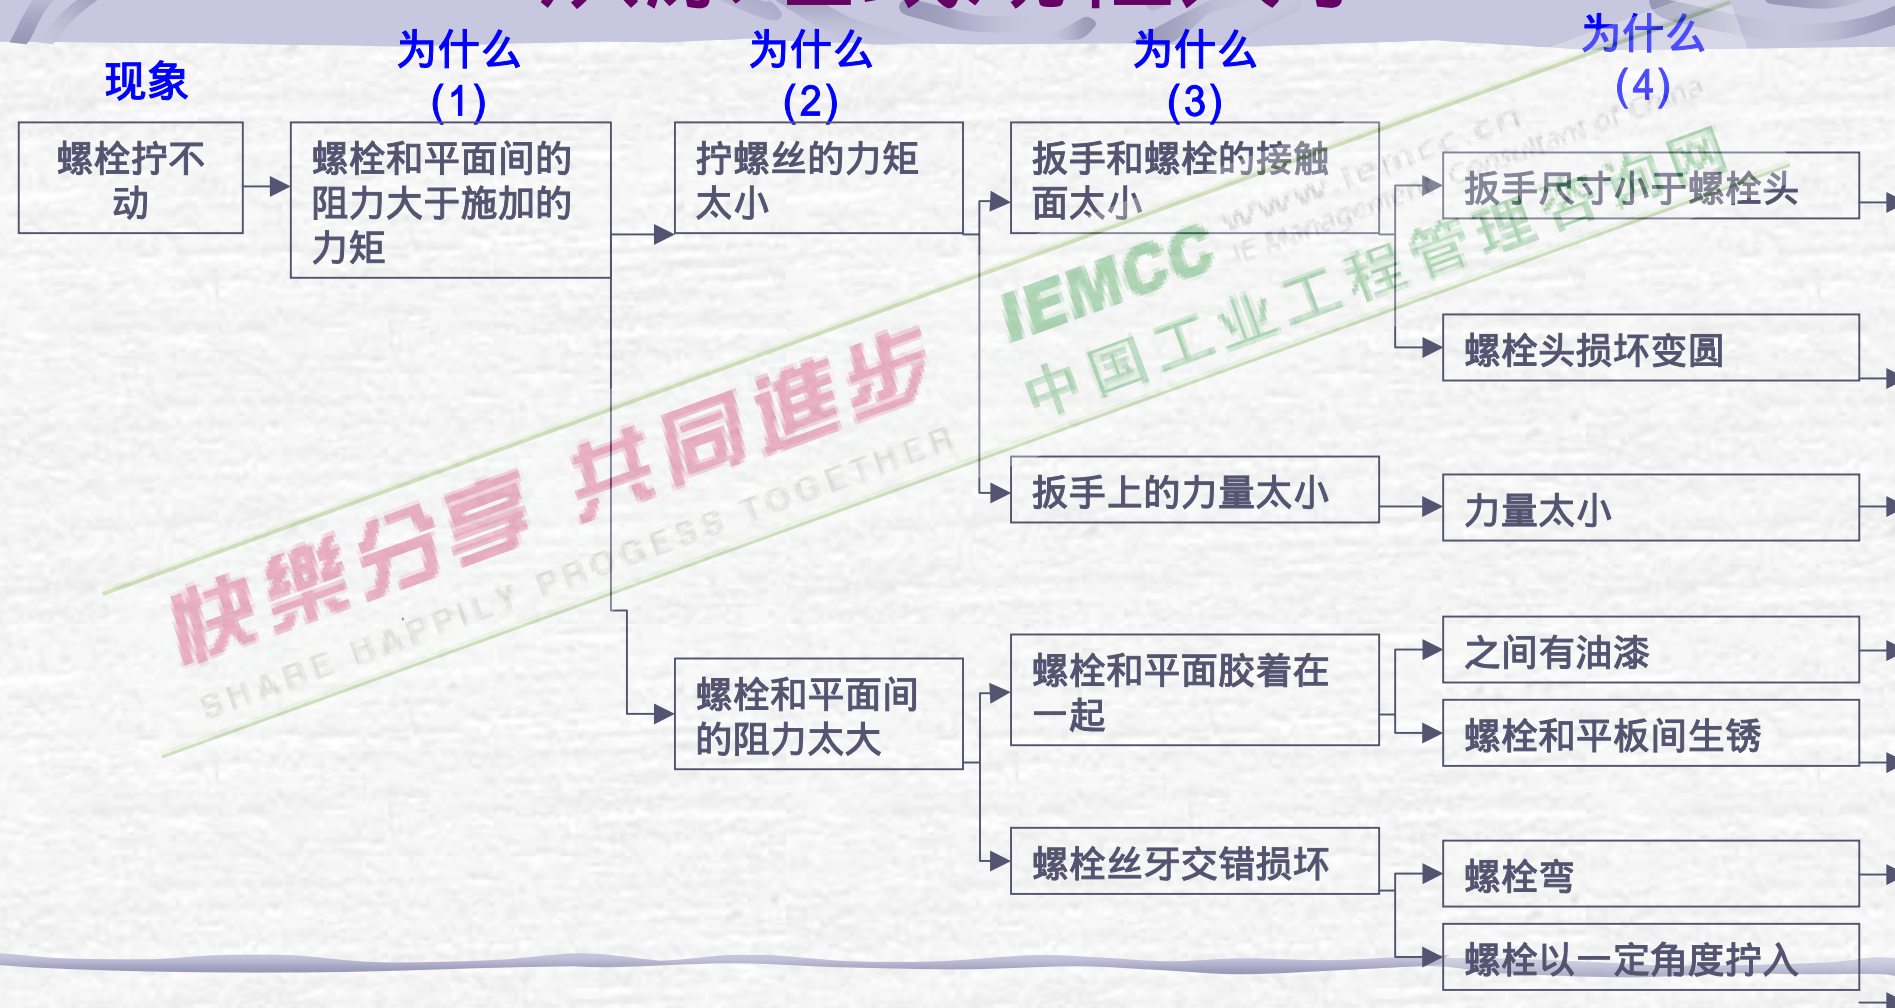 现象
为什么
(1)
为什么
(2)
为什么
(3)
为什么
(4)
螺栓拧不
动
螺栓和平面间的
阻力大于施加的
力矩
拧螺丝的力矩
太小
扳手和螺栓的接触
面太小
扳手尺寸小于螺栓头
螺栓头损坏变圆
扳手上的力量太小
力量太小
螺栓和平面间
的阻力太大
螺栓和平面胶着在
一起
之间有油漆
螺栓和平板间生锈
螺栓丝牙交错损坏
螺栓弯
螺栓以一定角度拧入
快樂分享 共同進步
SHARE HAPPILY PROGESS TOGETHER
IEMCC
www.iemcc.cn
IE Management Consultant of China
中国工业工程管理咨询网